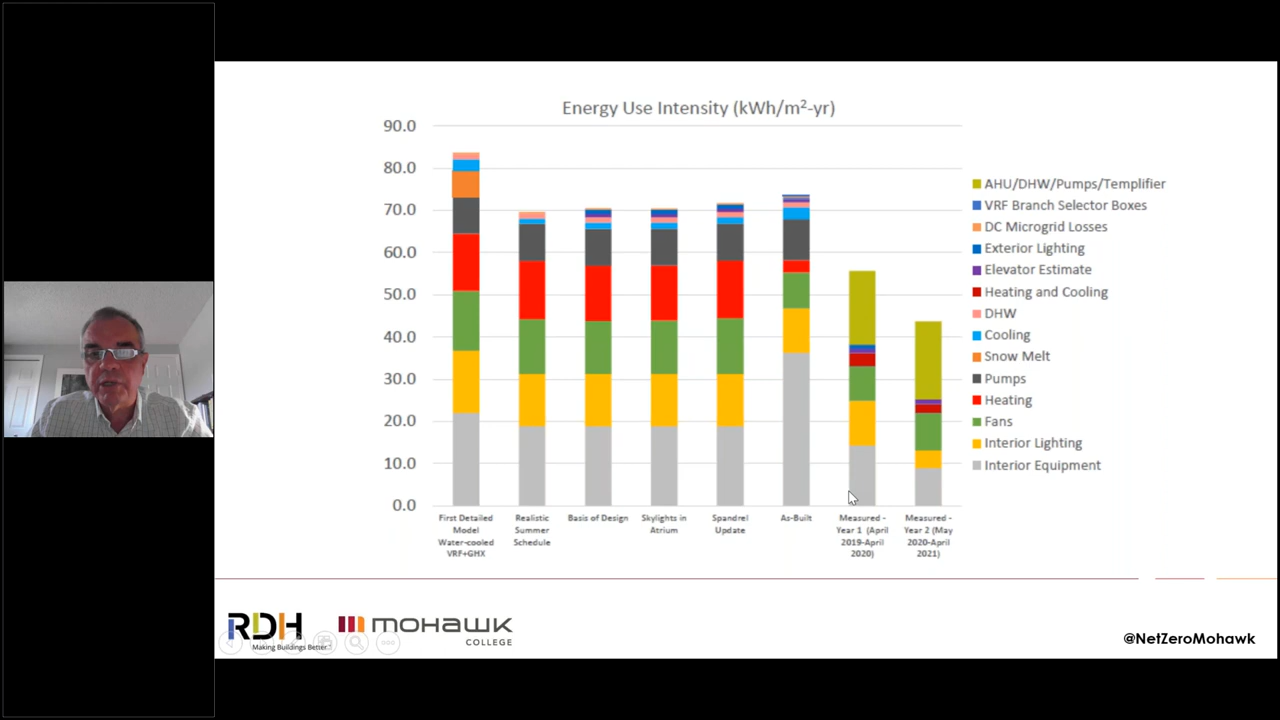 Energy Use Intensity (kWh/m²-yr)
90.0
80.0
70.0
60.0
50.0
40.0
30.0
20.0
10.0
0.0
AHU/DHW/Pumps/Templifier
VRF Branch Selector Boxes
DC Microgrid Losses
Exterior Lighting
Elevator Estimate
Heating and Cooling
DHW
Cooling
Snow Melt
Pumps
Heating
Fans
Interior Lighting
Interior Equipment
First Detailed
Model
Water-cooled
VRF+GHX
Realistic
Summer
Schedule
Basis of Design
Skylights in
Atrium
Spandrel
Update
As-Built
Measured -
Year 1 (April
2019-April
2020)
Measured -
Year 2 (May
2020-April
2021)
RDH
Making Buildings Better
mohawk
COLLEGE
@NetZeroMohawk